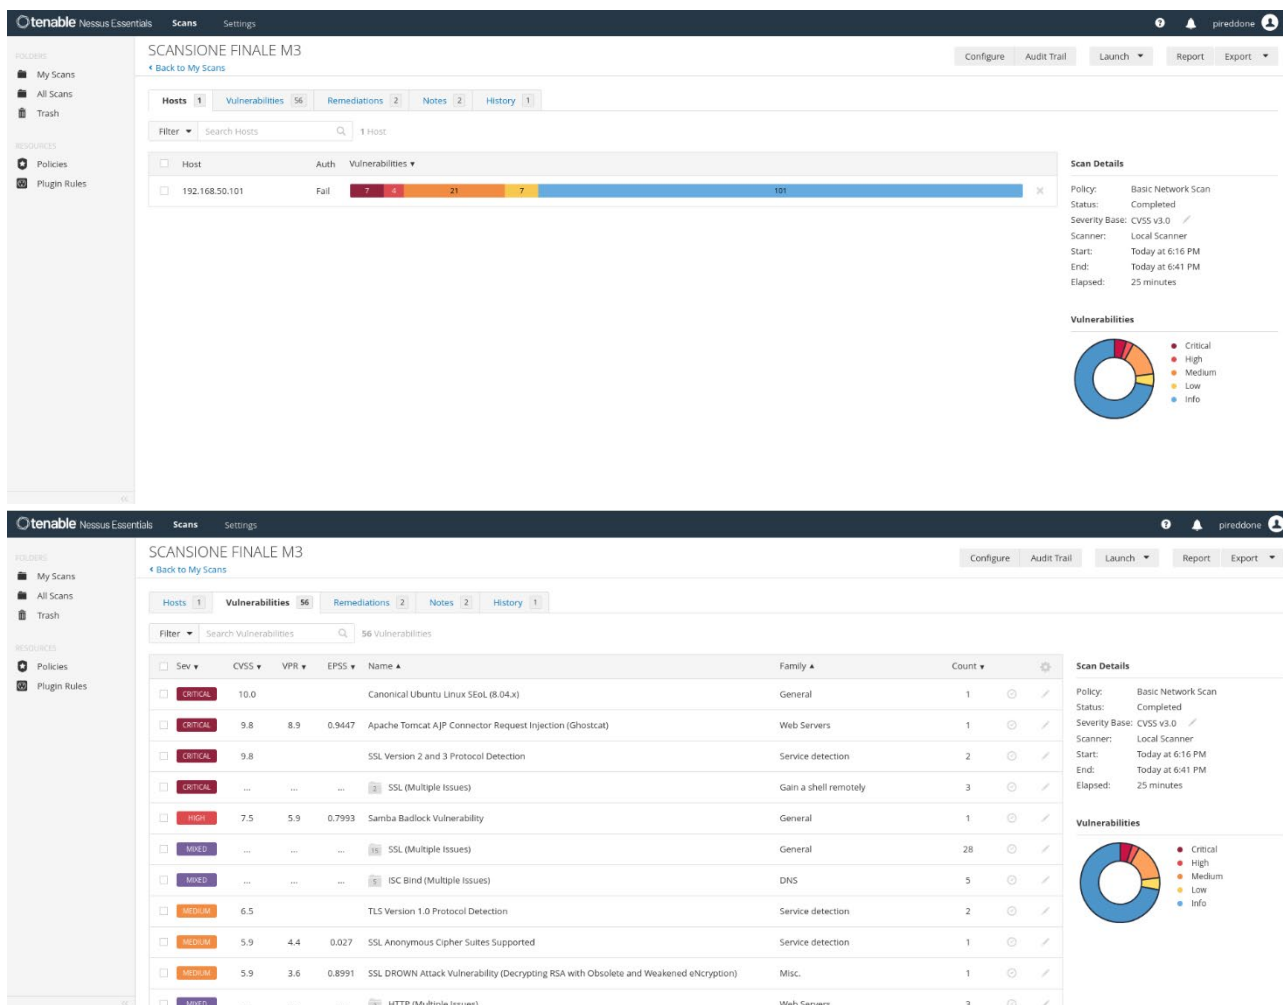 tenable Nessus Essentials Scans Settings pireddone
FOLDERS
My Scans
All Scans
Trash
RESOURCES
Policies
Plugin Rules
SCANSIONE FINALE M3
Back to My Scans
Configure Audit Trail Launch Report Export
Hosts 1 Vulnerabilities 56 Remediations 2 Notes 2 History 1
Filter Search Hosts 1 Host
Host Auth Vulnerabilities
192.168.50.101 Fail 7 4 21 7 101
Scan Details
Policy: Basic Network Scan
Status: Completed
Severity Base: CVSS v3.0
Scanner: Local Scanner
Start: Today at 6:16 PM
End: Today at 6:41 PM
Elapsed: 25 minutes
Vulnerabilities
Critical
High
Medium
Low
Info
tenable Nessus Essentials Scans Settings pireddone
FOLDERS
My Scans
All Scans
Trash
RESOURCES
Policies
Plugin Rules
SCANSIONE FINALE M3
Back to My Scans
Configure Audit Trail Launch Report Export
Hosts 1 Vulnerabilities 56 Remediations 2 Notes 2 History 1
Filter Search Vulnerabilities 56 Vulnerabilities
Sev CVSS VPR EPSS Name Family Count
CRITICAL 10.0 Canonical Ubuntu Linux SEoL (8.04.x) General 1
CRITICAL 9.8 8.9 0.9447 Apache Tomcat AJP Connector Request Injection (Ghostcat) Web Servers 1
CRITICAL 9.8 SSL Version 2 and 3 Protocol Detection Service detection 2
CRITICAL ... ... ... 2 SSL (Multiple Issues) Gain a shell remotely 3
HIGH 7.5 5.9 0.7993 Samba Badlock Vulnerability General 1
MIXED ... ... ... 15 SSL (Multiple Issues) General 28
MIXED ... ... ... 5 ISC Bind (Multiple Issues) DNS 5
MEDIUM 6.5 TLS Version 1.0 Protocol Detection Service detection 2
MEDIUM 5.9 4.4 0.027 SSL Anonymous Cipher Suites Supported Service detection 1
MEDIUM 5.9 3.6 0.8991 SSL DROWN Attack Vulnerability (Decrypting RSA with Obsolete and Weakened eNcryption) Misc. 1
MIXED HTTP (Multiple Issues) Web Servers 3
Scan Details
Policy: Basic Network Scan
Status: Completed
Severity Base: CVSS v3.0
Scanner: Local Scanner
Start: Today at 6:16 PM
End: Today at 6:41 PM
Elapsed: 25 minutes
Vulnerabilities
Critical
High
Medium
Low
Info